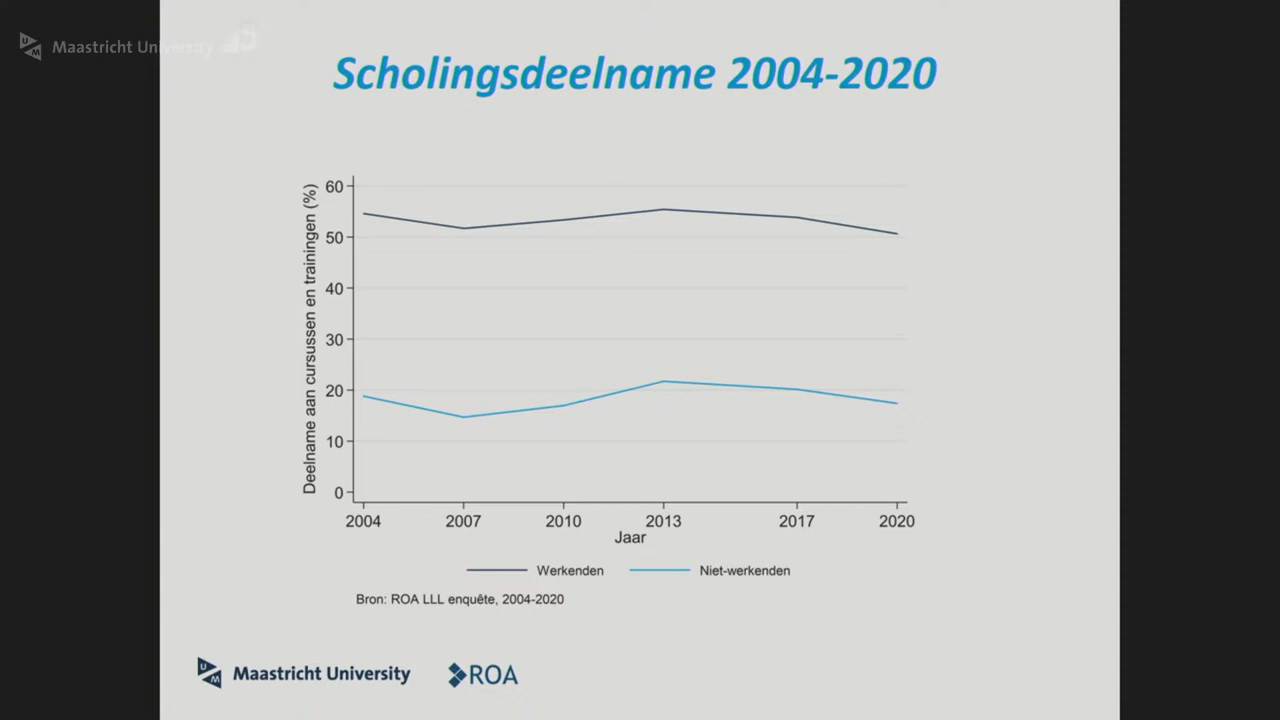 Maastricht University
Scholingsdeelname 2004-2020
Deelname aan cursussen en trainingen (%)
60
50
40
30
20
10
0
2004 2007 2010 2013 2017 2020
Jaar
Werkenden Niet-werkenden
Bron: ROA LLL enquête, 2004-2020
UM Maastricht University ROA